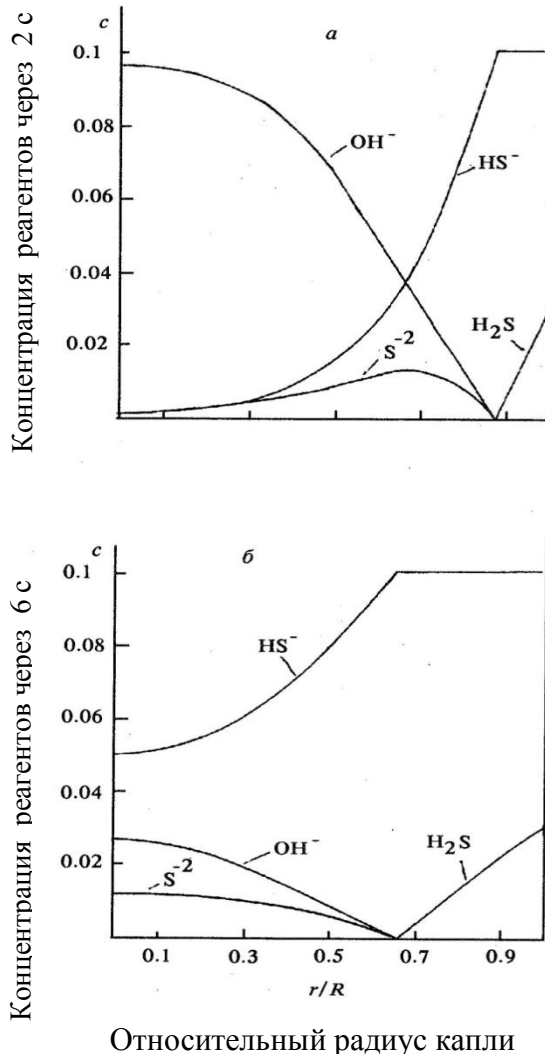 Концентрация реагентов через 2 с
c
а
0.1
0.08
0.06
0.04
0.02
OH⁻
HS⁻
S⁻²
H₂S
Концентрация реагентов через 6 с
c
б
0.1
0.08
0.06
0.04
0.02
HS⁻
OH⁻
S⁻²
H₂S
0.1 0.3 0.5 0.7 0.9
r/R
Относительный радиус капли